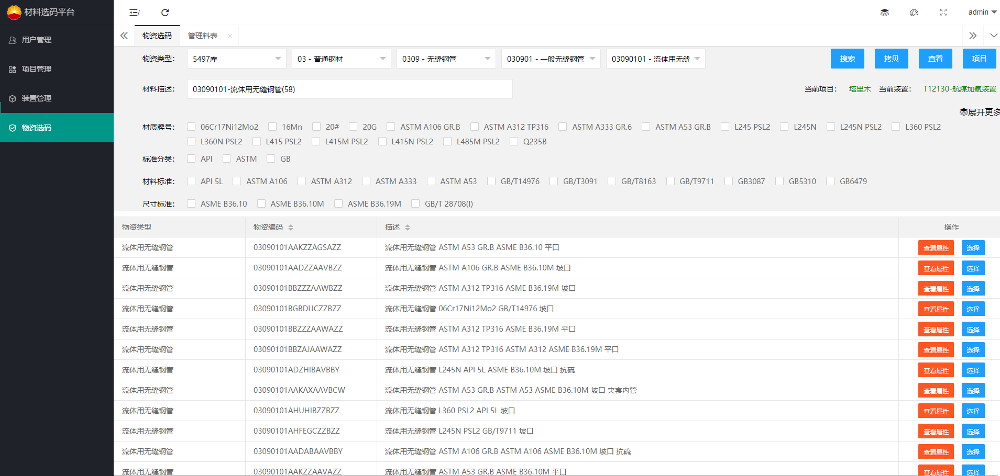 材料选码平台
admin
用户管理
项目管理
装置管理
物资选码
物资选码 管理料表
物资类型: 5497库 03 - 普通钢材 0309 - 无缝钢管 030901 - 一般无缝钢管 03090101 - 流体用无缝 搜索 拷贝 查看 项目
材料描述: 03090101-流体用无缝钢管(58) 当前项目: 塔里木 当前装置: T12130-航煤加氢装置
展开更多
材质牌号: 06Cr17Ni12Mo2 16Mn 20# 20G ASTM A106 GR.B ASTM A312 TP316 ASTM A333 GR.6 ASTM A53 GR.B L245 PSL2 L245N L245N PSL2 L360 PSL2
L360N PSL2 L415 PSL2 L415M PSL2 L415N PSL2 L485M PSL2 Q235B
标准分类: API ASTM GB
材料标准: API 5L ASTM A106 ASTM A312 ASTM A333 ASTM A53 GB/T14976 GB/T3091 GB/T8163 GB/T9711 GB3087 GB5310 GB6479
尺寸标准: ASME B36.10 ASME B36.10M ASME B36.19M GB/T 28708(I)
物资类型 物资编码 描述 操作
流体用无缝钢管 03090101AAKZZAGSAZZ 流体用无缝钢管 ASTM A53 GR.B ASME B36.10 平口 查看属性 选择
流体用无缝钢管 03090101AADZZAAVBZZ 流体用无缝钢管 ASTM A106 GR.B ASME B36.10M 坡口 查看属性 选择
流体用无缝钢管 03090101BBZZZAAWBZZ 流体用无缝钢管 ASTM A312 TP316 ASME B36.19M 坡口 查看属性 选择
流体用无缝钢管 03090101BGBDUCZZBZZ 流体用无缝钢管 06Cr17Ni12Mo2 GB/T14976 坡口 查看属性 选择
流体用无缝钢管 03090101BBZZZAAWAZZ 流体用无缝钢管 ASTM A312 TP316 ASME B36.19M 平口 查看属性 选择
流体用无缝钢管 03090101BBZAJAAWAZZ 流体用无缝钢管 ASTM A312 TP316 ASTM A312 ASME B36.19M 平口 查看属性 选择
流体用无缝钢管 03090101ADZHIBAVBBY 流体用无缝钢管 L245N API 5L ASME B36.10M 坡口 抗硫 查看属性 选择
流体用无缝钢管 03090101AAKAXAAVBCW 流体用无缝钢管 ASTM A53 GR.B ASTM A53 ASME B36.10M 坡口 夹套内管 查看属性 选择
流体用无缝钢管 03090101AHUHIBZZBZZ 流体用无缝钢管 L360 PSL2 API 5L 坡口 查看属性 选择
流体用无缝钢管 03090101AHFEGCZZBZZ 流体用无缝钢管 L245N PSL2 GB/T9711 坡口 查看属性 选择
流体用无缝钢管 03090101AADABAAVBBY 流体用无缝钢管 ASTM A106 GR.B ASTM A106 ASME B36.10M 坡口 抗硫 查看属性 选择
流体用无缝钢管 03090101AAKZZAAVAZZ 流体用无缝钢管 ASTM A53 GR.B ASME B36.10M 平口 查看属性 选择